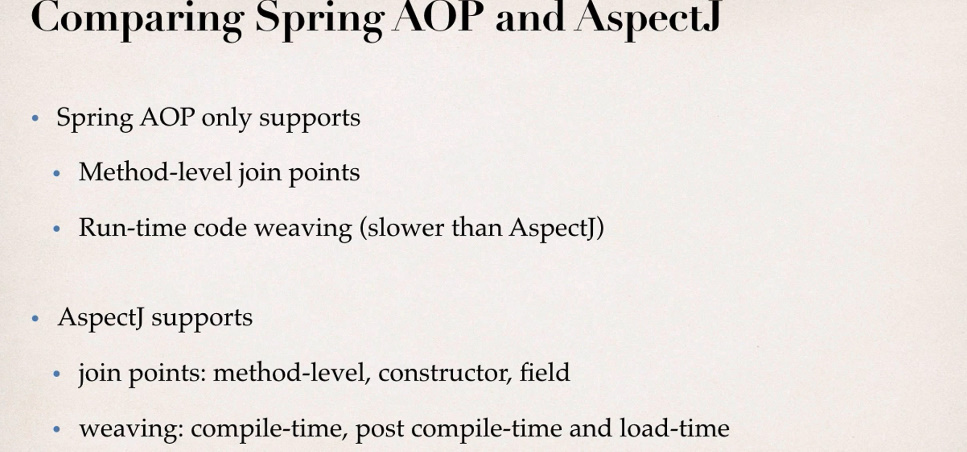 Comparing Spring AOP and AspectJ
• Spring AOP only supports
• Method-level join points
• Run-time code weaving (slower than AspectJ)
• AspectJ supports
• join points: method-level, constructor, field
• weaving: compile-time, post compile-time and load-time